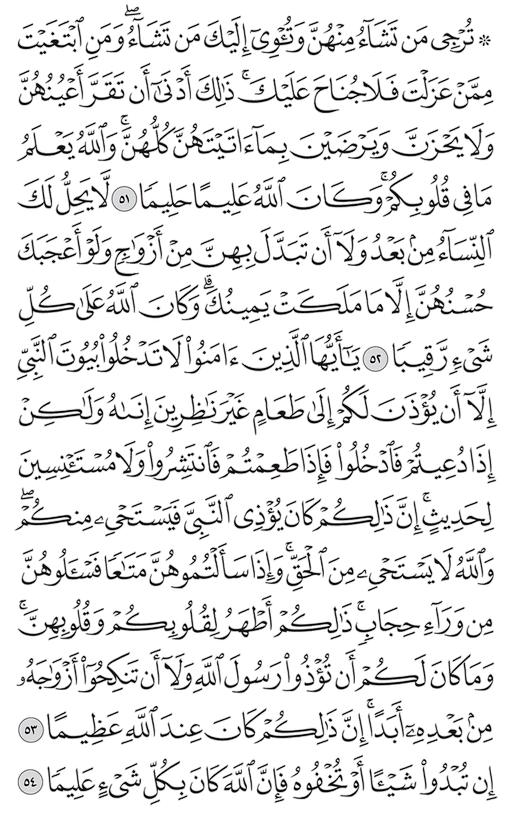 ۞ تُرْجِى مَن تَشَآءُ مِنْهُنَّ وَتُـْٔوِىٓ إِلَيْكَ مَن تَشَآءُ ۖ وَمَنِ ٱبْتَغَيْتَ
مِمَّنْ عَزَلْتَ فَلَا جُنَاحَ عَلَيْكَ ۚ ذَٰلِكَ أَدْنَىٰٓ أَن تَقَرَّ أَعْيُنُهُنَّ
وَلَا يَحْزَنَّ وَيَرْضَيْنَ بِمَآ ءَاتَيْتَهُنَّ كُلُّهُنَّ ۚ وَٱللَّهُ يَعْلَمُ
مَا فِى قُلُوبِكُمْ ۚ وَكَانَ ٱللَّهُ عَلِيمًا حَلِيمًا ٥١ لَّا يَحِلُّ لَكَ
ٱلنِّسَآءُ مِنۢ بَعْدُ وَلَآ أَن تَبَدَّلَ بِهِنَّ مِنْ أَزْوَٰجٍ وَلَوْ أَعْجَبَكَ
حُسْنُهُنَّ إِلَّا مَا مَلَكَتْ يَمِينُكَ ۗ وَكَانَ ٱللَّهُ عَلَىٰ كُلِّ
شَىْءٍ رَّقِيبًا ٥٢ يَـٰٓأَيُّهَا ٱلَّذِينَ ءَامَنُوا۟ لَا تَدْخُلُوا۟ بُيُوتَ ٱلنَّبِىِّ
إِلَّآ أَن يُؤْذَنَ لَكُمْ إِلَىٰ طَعَامٍ غَيْرَ نَـٰظِرِينَ إِنَىٰهُ وَلَـٰكِنْ
إِذَا دُعِيتُمْ فَٱدْخُلُوا۟ فَإِذَا طَعِمْتُمْ فَٱنتَشِرُوا۟ وَلَا مُسْتَـْٔنِسِينَ
لِحَدِيثٍ ۚ إِنَّ ذَٰلِكُمْ كَانَ يُؤْذِى ٱلنَّبِىَّ فَيَسْتَحْىِۦ مِنكُمْ ۖ
وَٱللَّهُ لَا يَسْتَحْىِۦ مِنَ ٱلْحَقِّ ۚ وَإِذَا سَأَلْتُمُوهُنَّ مَتَـٰعًا فَسْـَٔلُوهُنَّ
مِن وَرَآءِ حِجَابٍ ۚ ذَٰلِكُمْ أَطْهَرُ لِقُلُوبِكُمْ وَقُلُوبِهِنَّ ۚ
وَمَا كَانَ لَكُمْ أَن تُؤْذُوا۟ رَسُولَ ٱللَّهِ وَلَآ أَن تَنكِحُوٓا۟ أَزْوَٰجَهُۥ
مِنۢ بَعْدِهِۦٓ أَبَدًا ۚ إِنَّ ذَٰلِكُمْ كَانَ عِندَ ٱللَّهِ عَظِيمًا ٥٣
إِن تُبْدُوا۟ شَيْـًٔا أَوْ تُخْفُوهُ فَإِنَّ ٱللَّهَ كَانَ بِكُلِّ شَىْءٍ عَلِيمًا ٥٤